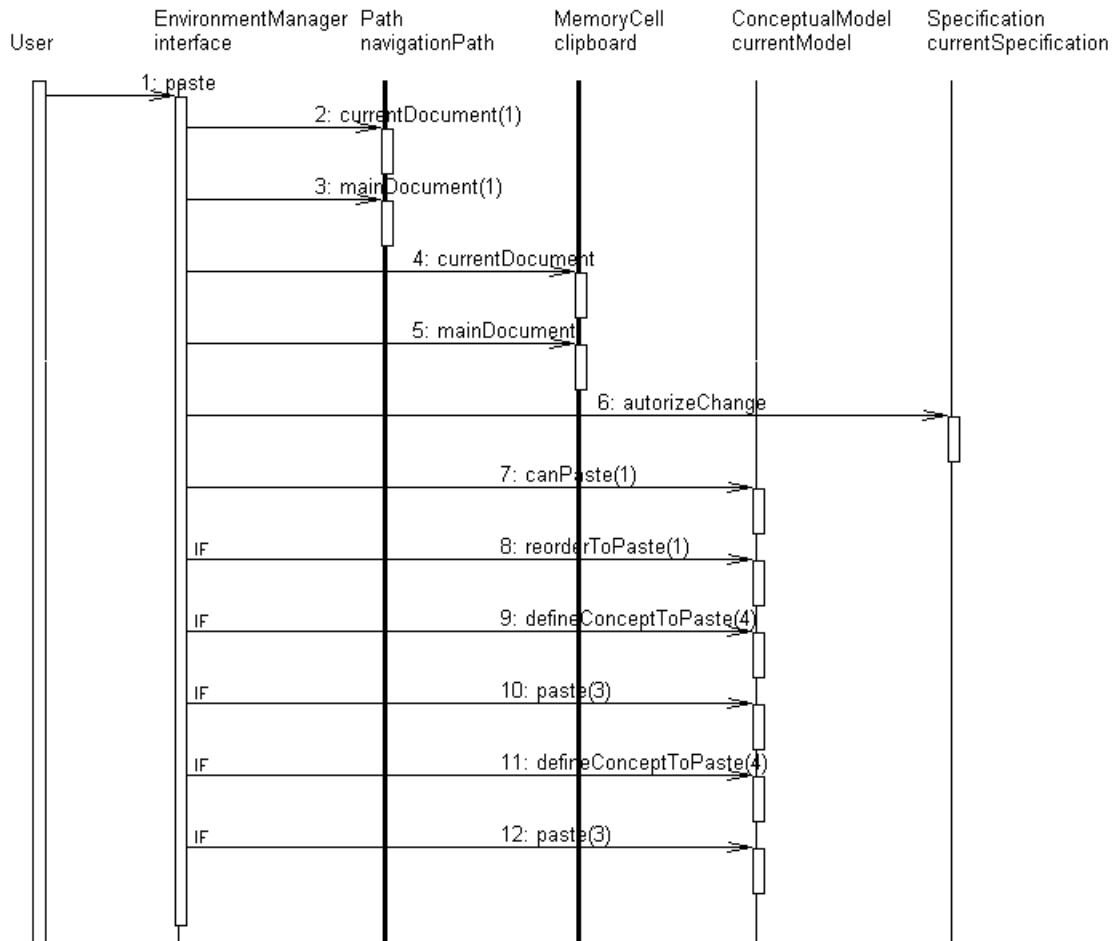 EnvironmentManager Path MemoryCell ConceptualModel Specification
User interface navigationPath clipboard currentModel currentSpecification
1: paste
2: currentDocument(1)
3: mainDocument(1)
4: currentDocument
5: mainDocument
6: autorizeChange
7: canPaste(1)
IF 8: reorderToPaste(1)
IF 9: defineConceptToPaste(4)
IF 10: paste(3)
IF 11: defineConceptToPaste(4)
IF 12: paste(3)